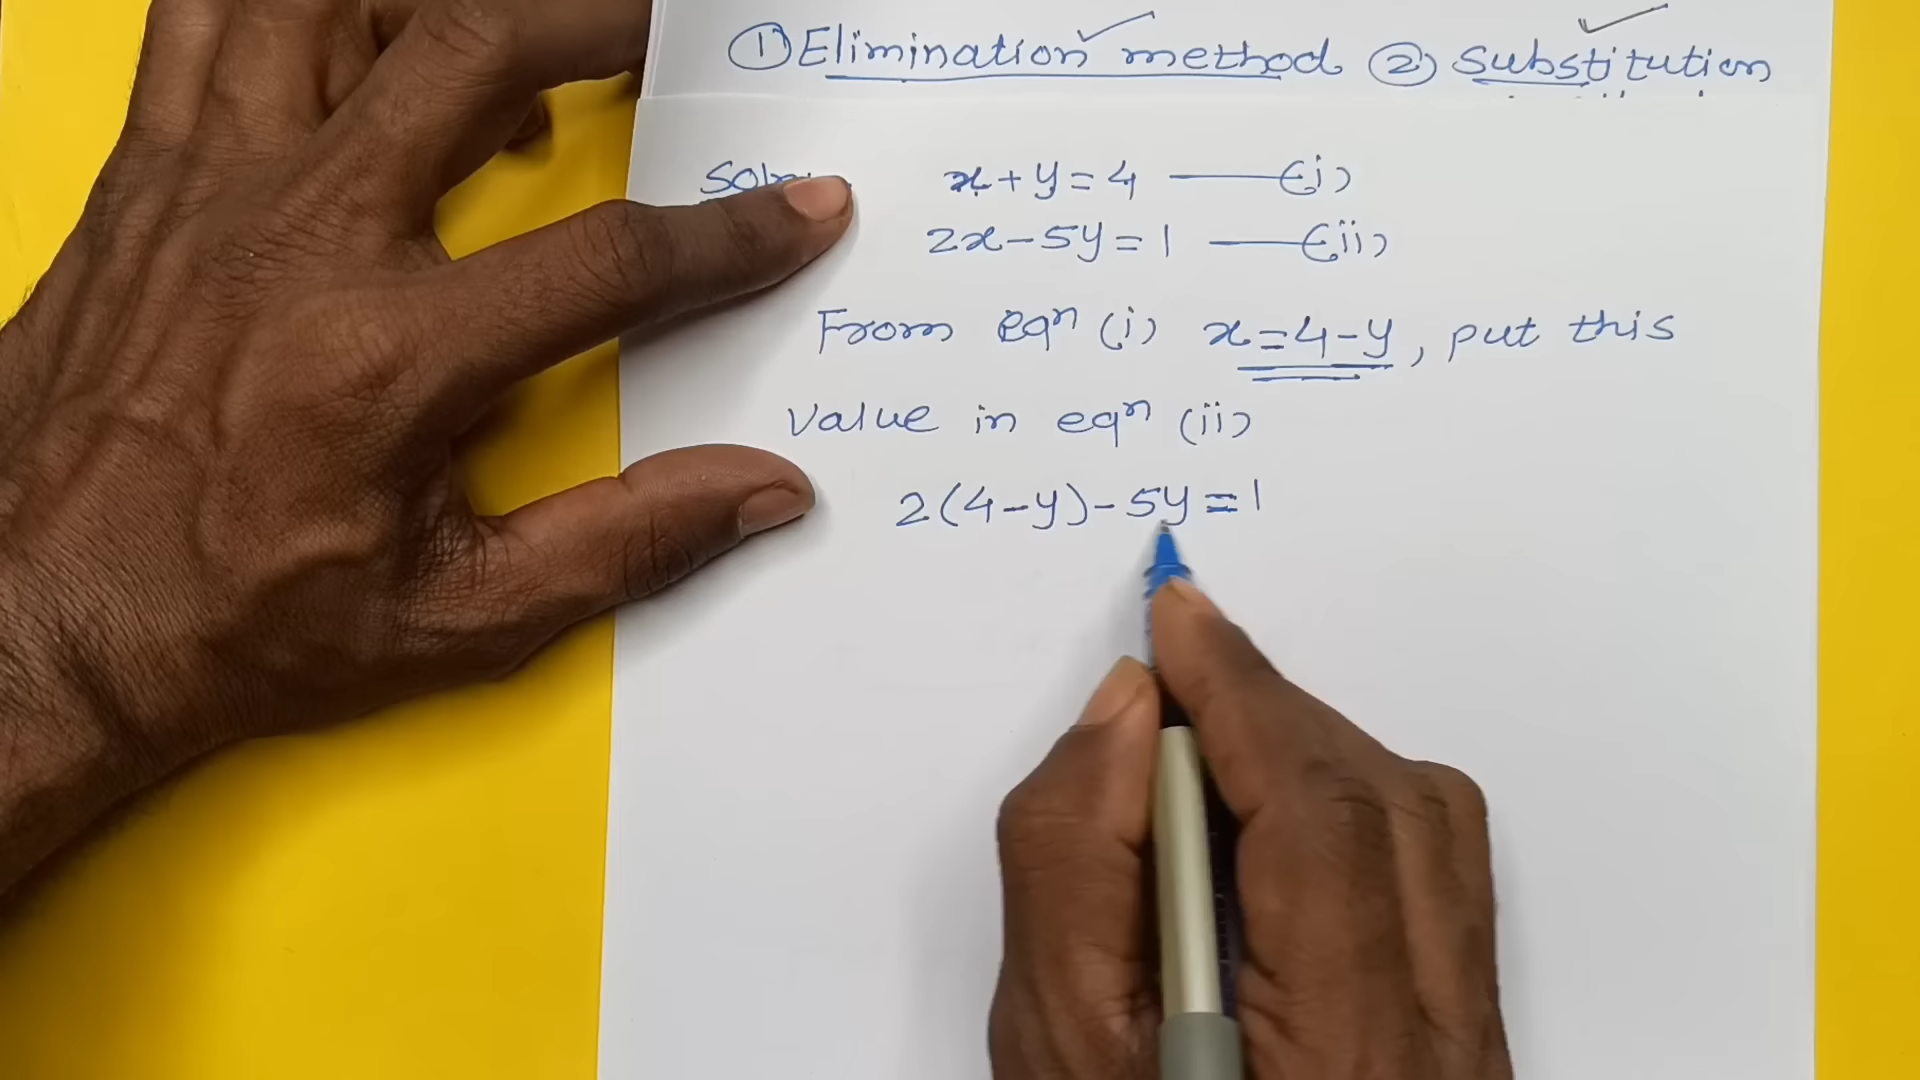 ① Elimination method ② Substitution
Soln:
x + y = 4 —— (i)
2x - 5y = 1 —— (ii)
From eqⁿ (i) x = 4 - y, put this
Value in eqⁿ (ii)
2(4 - y) - 5y = 1